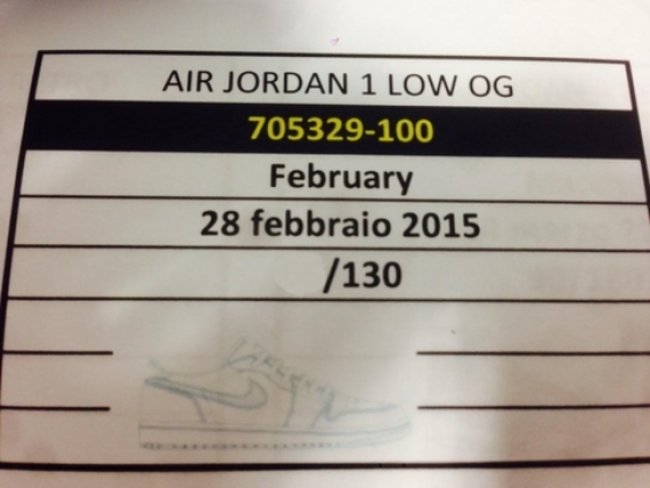 AIR JORDAN 1 LOW OG
705329-100
February
28 febbraio 2015
/130